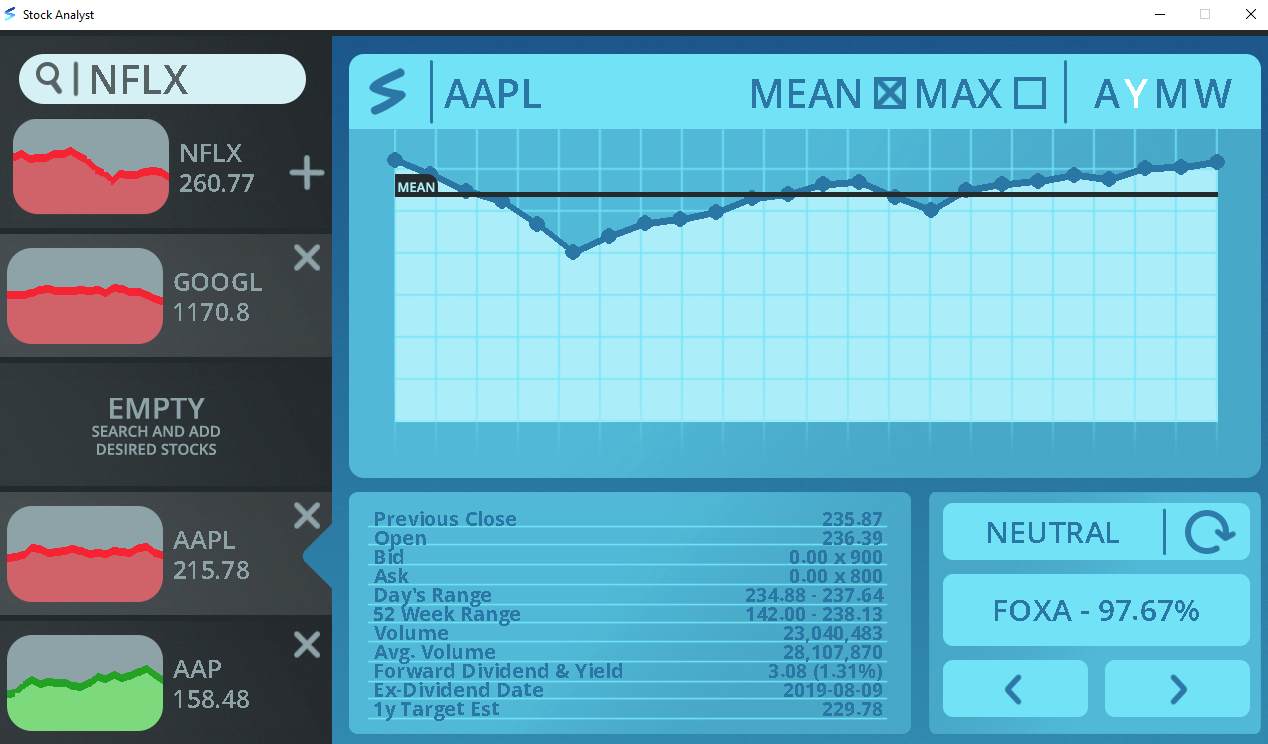 Stock Analyst
NFLX
NFLX
260.77
GOOGL
1170.8
EMPTY
SEARCH AND ADD
DESIRED STOCKS
AAPL
215.78
AAP
158.48
AAPL MEAN MAX A Y M W
MEAN
Previous Close 235.87
Open 236.39
Bid 0.00 x 900
Ask 0.00 x 800
Day's Range 234.88 - 237.64
52 Week Range 142.00 - 238.13
Volume 23,040,483
Avg. Volume 28,107,870
Forward Dividend & Yield 3.08 (1.31%)
Ex-Dividend Date 2019-08-09
1y Target Est 229.78
NEUTRAL
FOXA - 97.67%